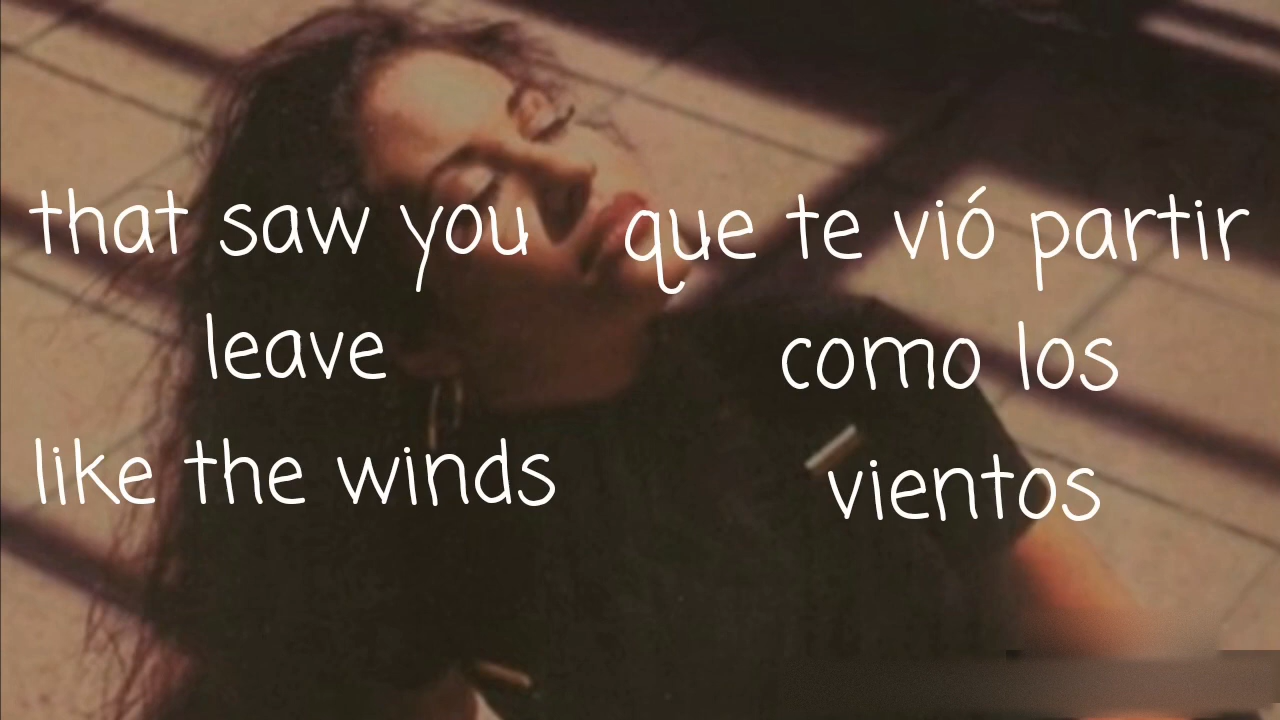 that saw you
leave
like the winds
que te vió partir
como los
vientos